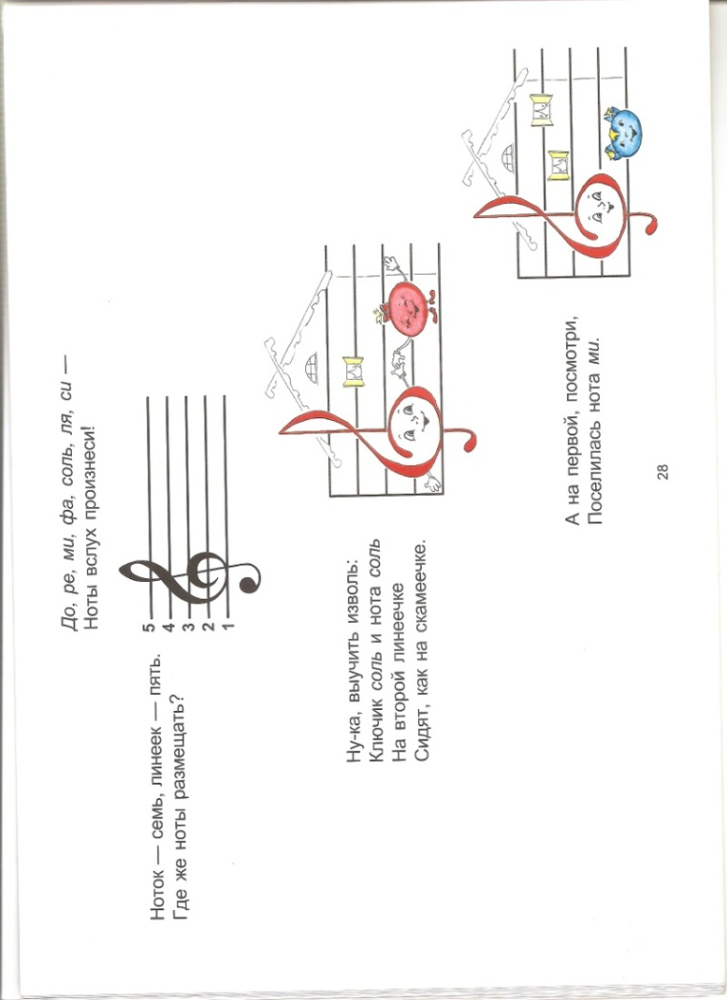 До, ре, ми, фа, соль, ля, си —
Ноты вслух произнеси!
Ноток — семь, линеек — пять.
Где же ноты размещать?
5
4
3
2
1
Ну-ка, выучить изволь:
Ключик соль и нота соль
На второй линеечке
Сидят, как на скамеечке.
А на первой, посмотри,
Поселилась нота ми.
28